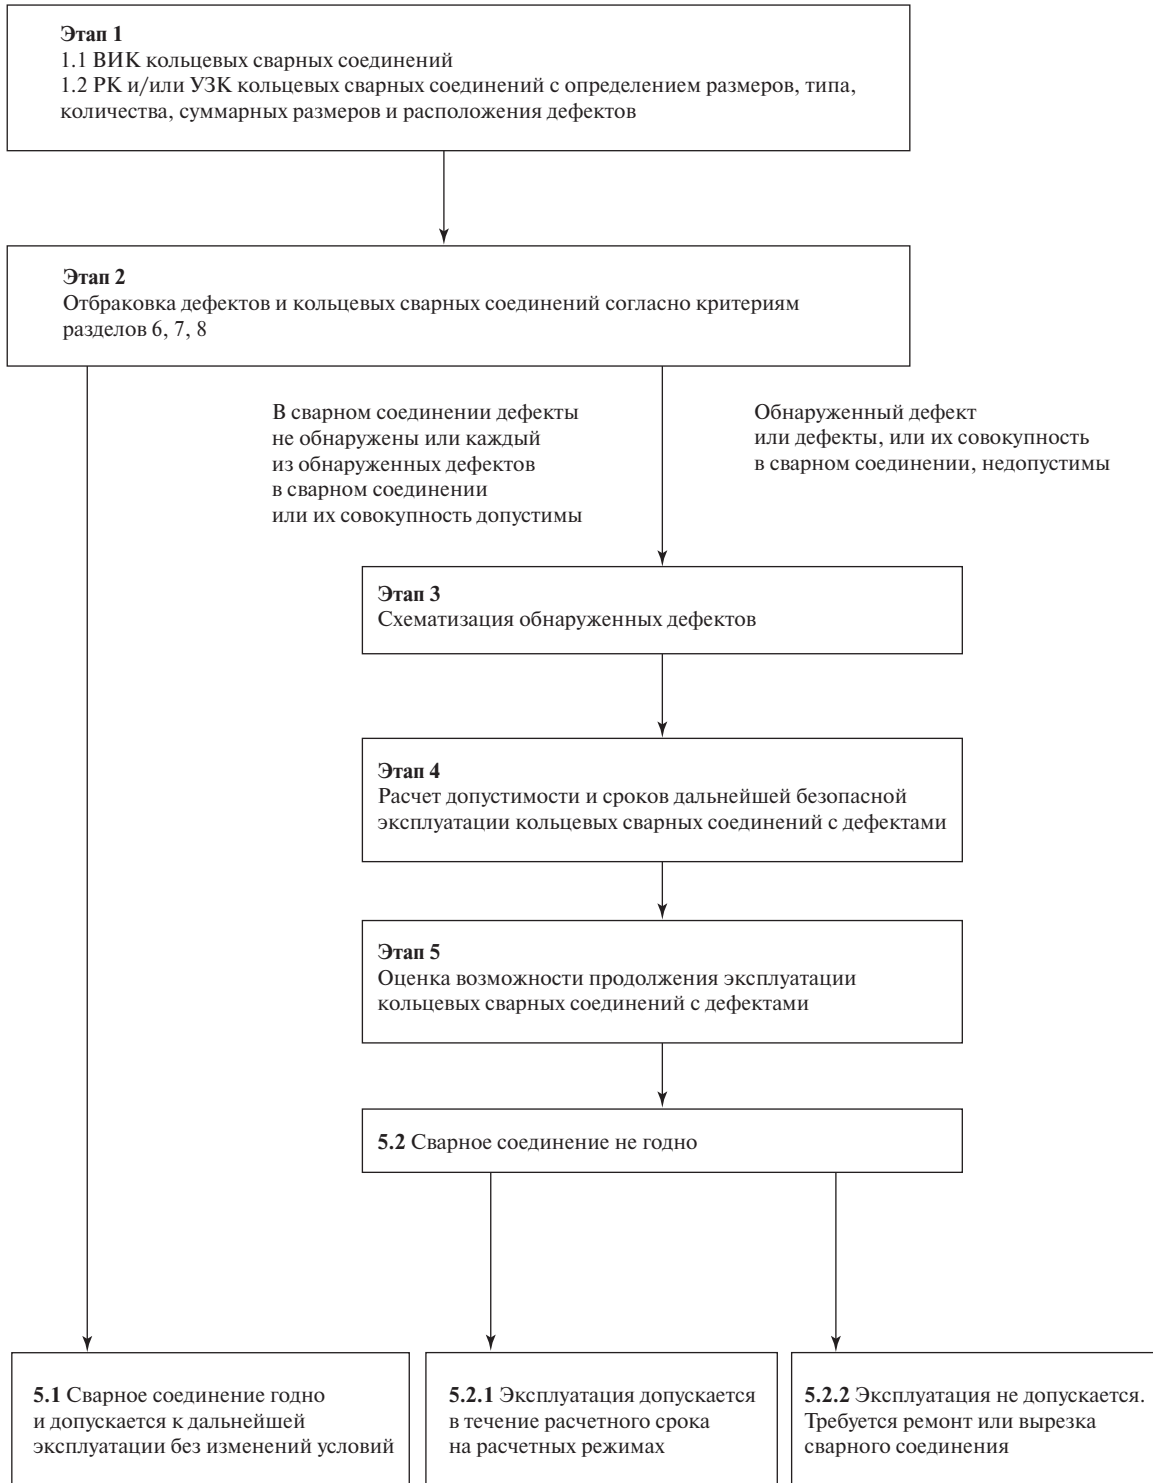 Этап 1
1.1 ВИК кольцевых сварных соединений
1.2 РК и/или УЗК кольцевых сварных соединений с определением размеров, типа,
количества, суммарных размеров и расположения дефектов
Этап 2
Отбраковка дефектов и кольцевых сварных соединений согласно критериям
разделов 6, 7, 8
В сварном соединении дефекты
не обнаружены или каждый
из обнаруженных дефектов
в сварном соединении
или их совокупность допустимы
Обнаруженный дефект
или дефекты, или их совокупность
в сварном соединении, недопустимы
Этап 3
Схематизация обнаруженных дефектов
Этап 4
Расчет допустимости и сроков дальнейшей безопасной
эксплуатации кольцевых сварных соединений с дефектами
Этап 5
Оценка возможности продолжения эксплуатации
кольцевых сварных соединений с дефектами
5.2 Сварное соединение не годно
5.1 Сварное соединение годно
и допускается к дальнейшей
эксплуатации без изменений условий
5.2.1 Эксплуатация допускается
в течение расчетного срока
на расчетных режимах
5.2.2 Эксплуатация не допускается.
Требуется ремонт или вырезка
сварного соединения